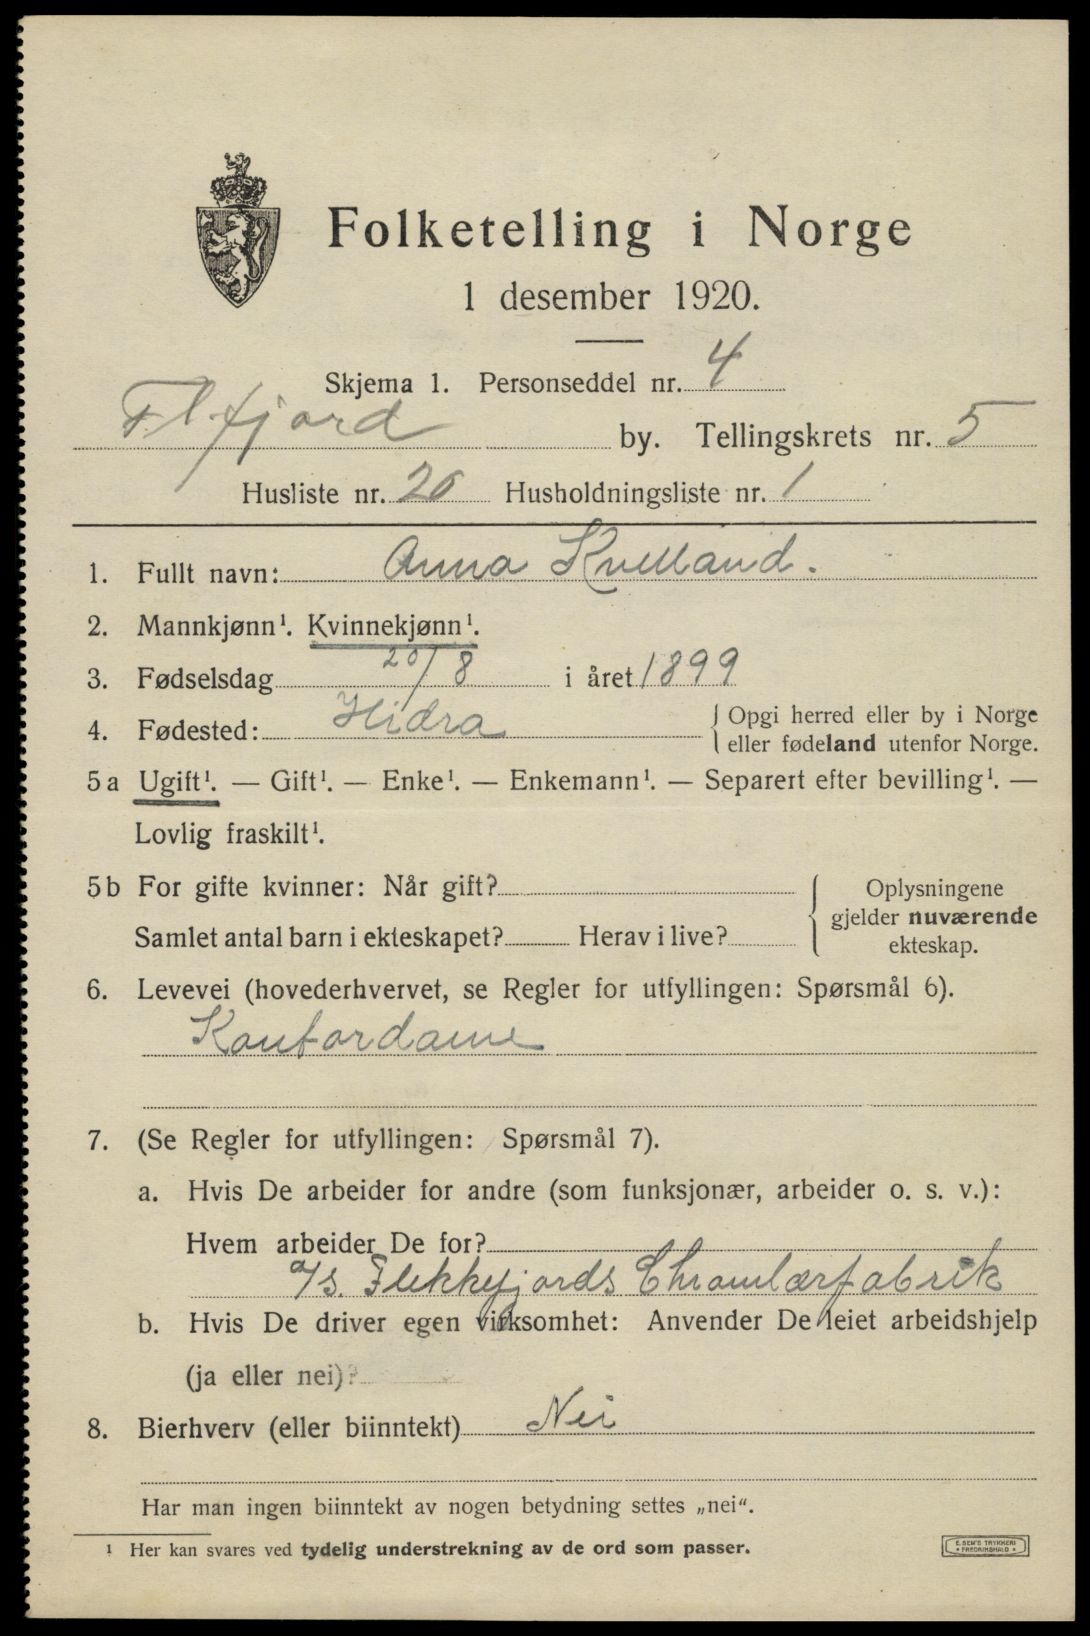 Folketelling i Norge
1 desember 1920.
Skjema 1. Personseddel nr. 4
Fl.fjord by. Tellingskrets nr. 5
Husliste nr. 26 Husholdningsliste nr. 1
1. Fullt navn: Anna Kvelland.
2. Mannkjønn¹. Kvinnekjønn¹.
3. Fødselsdag 20/8 i året 1899
4. Fødested: Hidra { Opgi herred eller by i Norge
eller fødeland utenfor Norge.
5a Ugift¹. — Gift¹. — Enke¹. — Enkemann¹. — Separert efter bevilling¹. —
Lovlig fraskilt¹.
5b For gifte kvinner: Når gift? { Oplysningene
gjelder nuværende
Samlet antal barn i ekteskapet? Herav i live? ekteskap.
6. Levevei (hovederhvervet, se Regler for utfyllingen: Spørsmål 6).
Kontordame
7. (Se Regler for utfyllingen: Spørsmål 7).
a. Hvis De arbeider for andre (som funksjonær, arbeider o. s. v.):
Hvem arbeider De for?
a/s. Flekkefjords Chromlærfabrik
b. Hvis De driver egen virksomhet: Anvender De leiet arbeidshjelp
(ja eller nei)?
8. Bierhverv (eller biinntekt) Nei
Har man ingen biinntekt av nogen betydning settes „nei“.
¹ Her kan svares ved tydelig understrekning av de ord som passer.
E. SEM'S TRYKKERI
• FREDRIKSHALD •